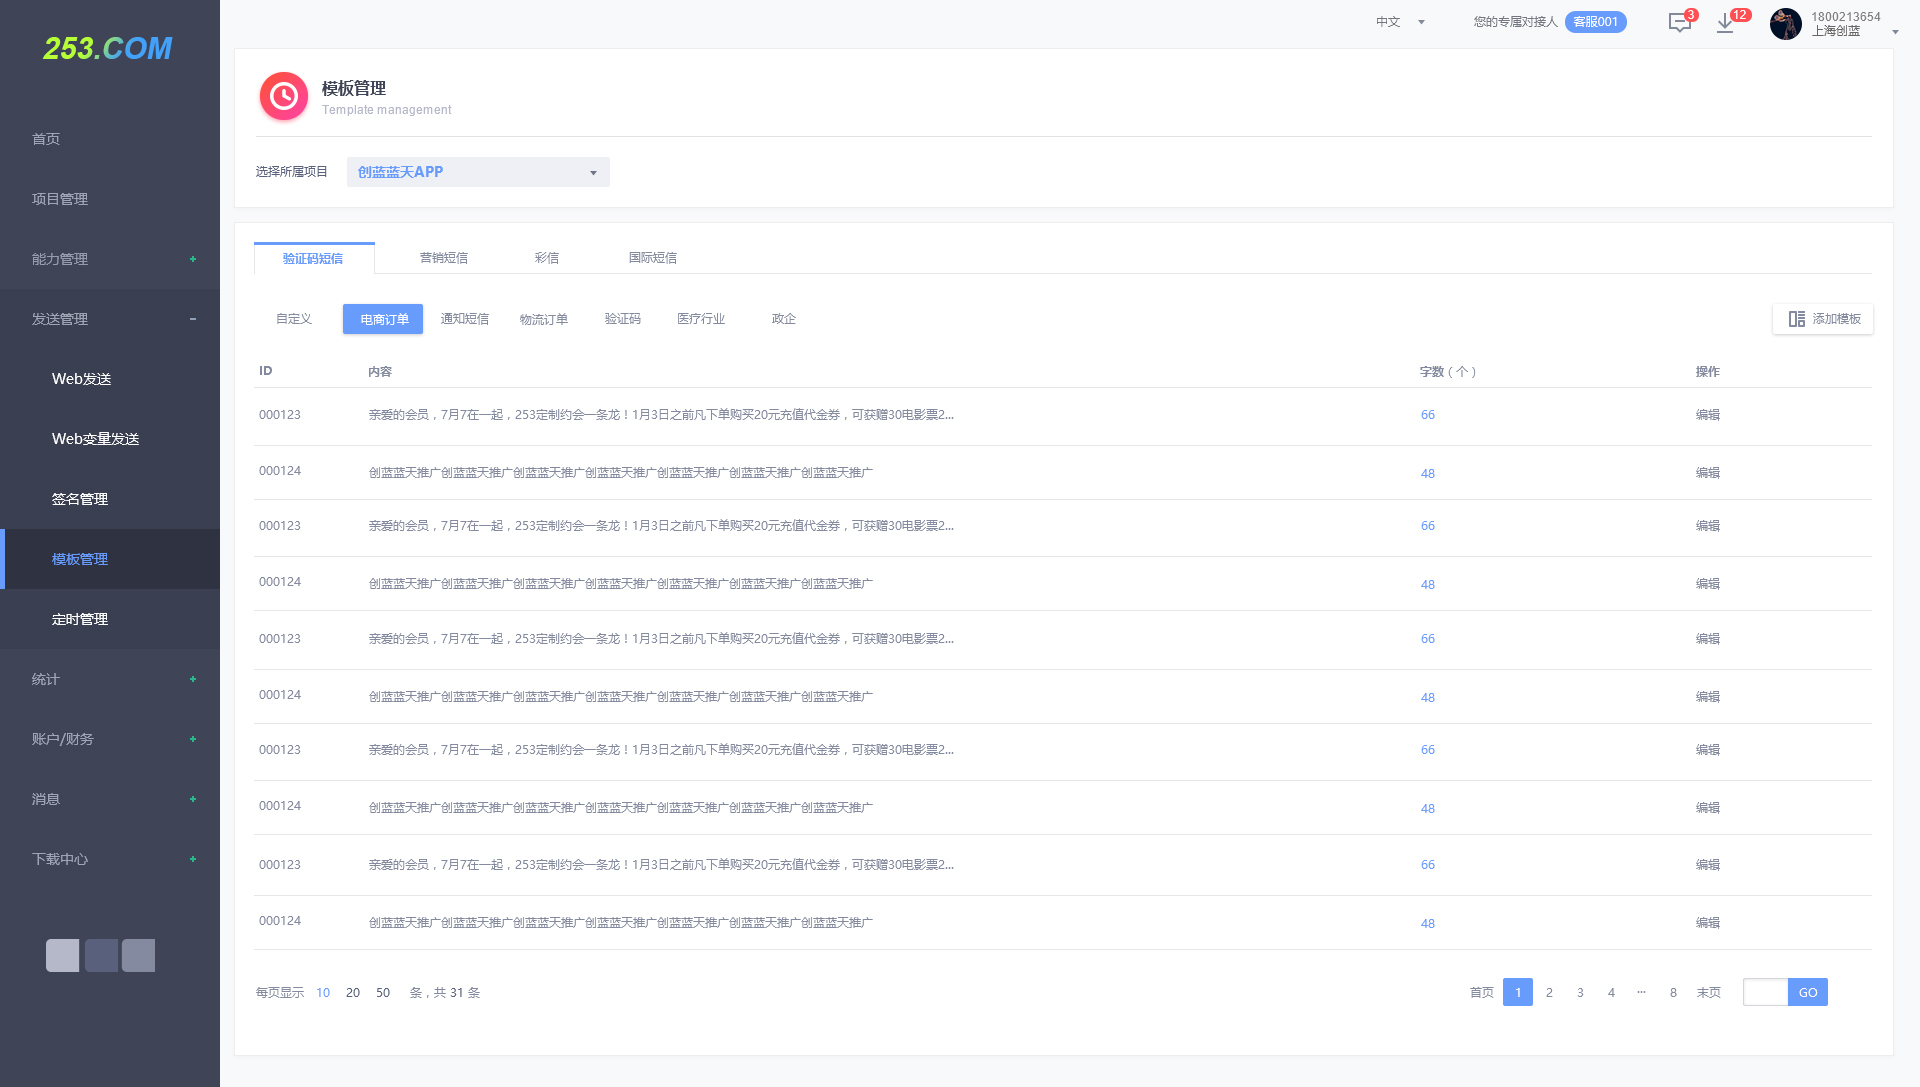 253.COM
首页
项目管理
能力管理 +
发送管理 -
Web发送
Web变量发送
签名管理
模板管理
定时管理
统计 +
账户/财务 +
消息 +
下载中心 +
中文 您的专属对接人 客服001 3 12 1800213654
上海创蓝
模板管理
Template management
选择所属项目 创蓝蓝天APP
验证码短信 营销短信 彩信 国际短信
自定义 电商订单 通知短信 物流订单 验证码 医疗行业 政企 添加模板
ID 内容 字数（个） 操作
000123 亲爱的会员，7月7在一起，253定制约会一条龙！1月3日之前凡下单购买20元充值代金券，可获赠30电影票2... 66 编辑
000124 创蓝蓝天推广创蓝蓝天推广创蓝蓝天推广创蓝蓝天推广创蓝蓝天推广创蓝蓝天推广创蓝蓝天推广 48 编辑
000123 亲爱的会员，7月7在一起，253定制约会一条龙！1月3日之前凡下单购买20元充值代金券，可获赠30电影票2... 66 编辑
000124 创蓝蓝天推广创蓝蓝天推广创蓝蓝天推广创蓝蓝天推广创蓝蓝天推广创蓝蓝天推广创蓝蓝天推广 48 编辑
000123 亲爱的会员，7月7在一起，253定制约会一条龙！1月3日之前凡下单购买20元充值代金券，可获赠30电影票2... 66 编辑
000124 创蓝蓝天推广创蓝蓝天推广创蓝蓝天推广创蓝蓝天推广创蓝蓝天推广创蓝蓝天推广创蓝蓝天推广 48 编辑
000123 亲爱的会员，7月7在一起，253定制约会一条龙！1月3日之前凡下单购买20元充值代金券，可获赠30电影票2... 66 编辑
000124 创蓝蓝天推广创蓝蓝天推广创蓝蓝天推广创蓝蓝天推广创蓝蓝天推广创蓝蓝天推广创蓝蓝天推广 48 编辑
000123 亲爱的会员，7月7在一起，253定制约会一条龙！1月3日之前凡下单购买20元充值代金券，可获赠30电影票2... 66 编辑
000124 创蓝蓝天推广创蓝蓝天推广创蓝蓝天推广创蓝蓝天推广创蓝蓝天推广创蓝蓝天推广创蓝蓝天推广 48 编辑
每页显示 10 20 50 条，共 31 条 首页 1 2 3 4 ... 8 末页 GO